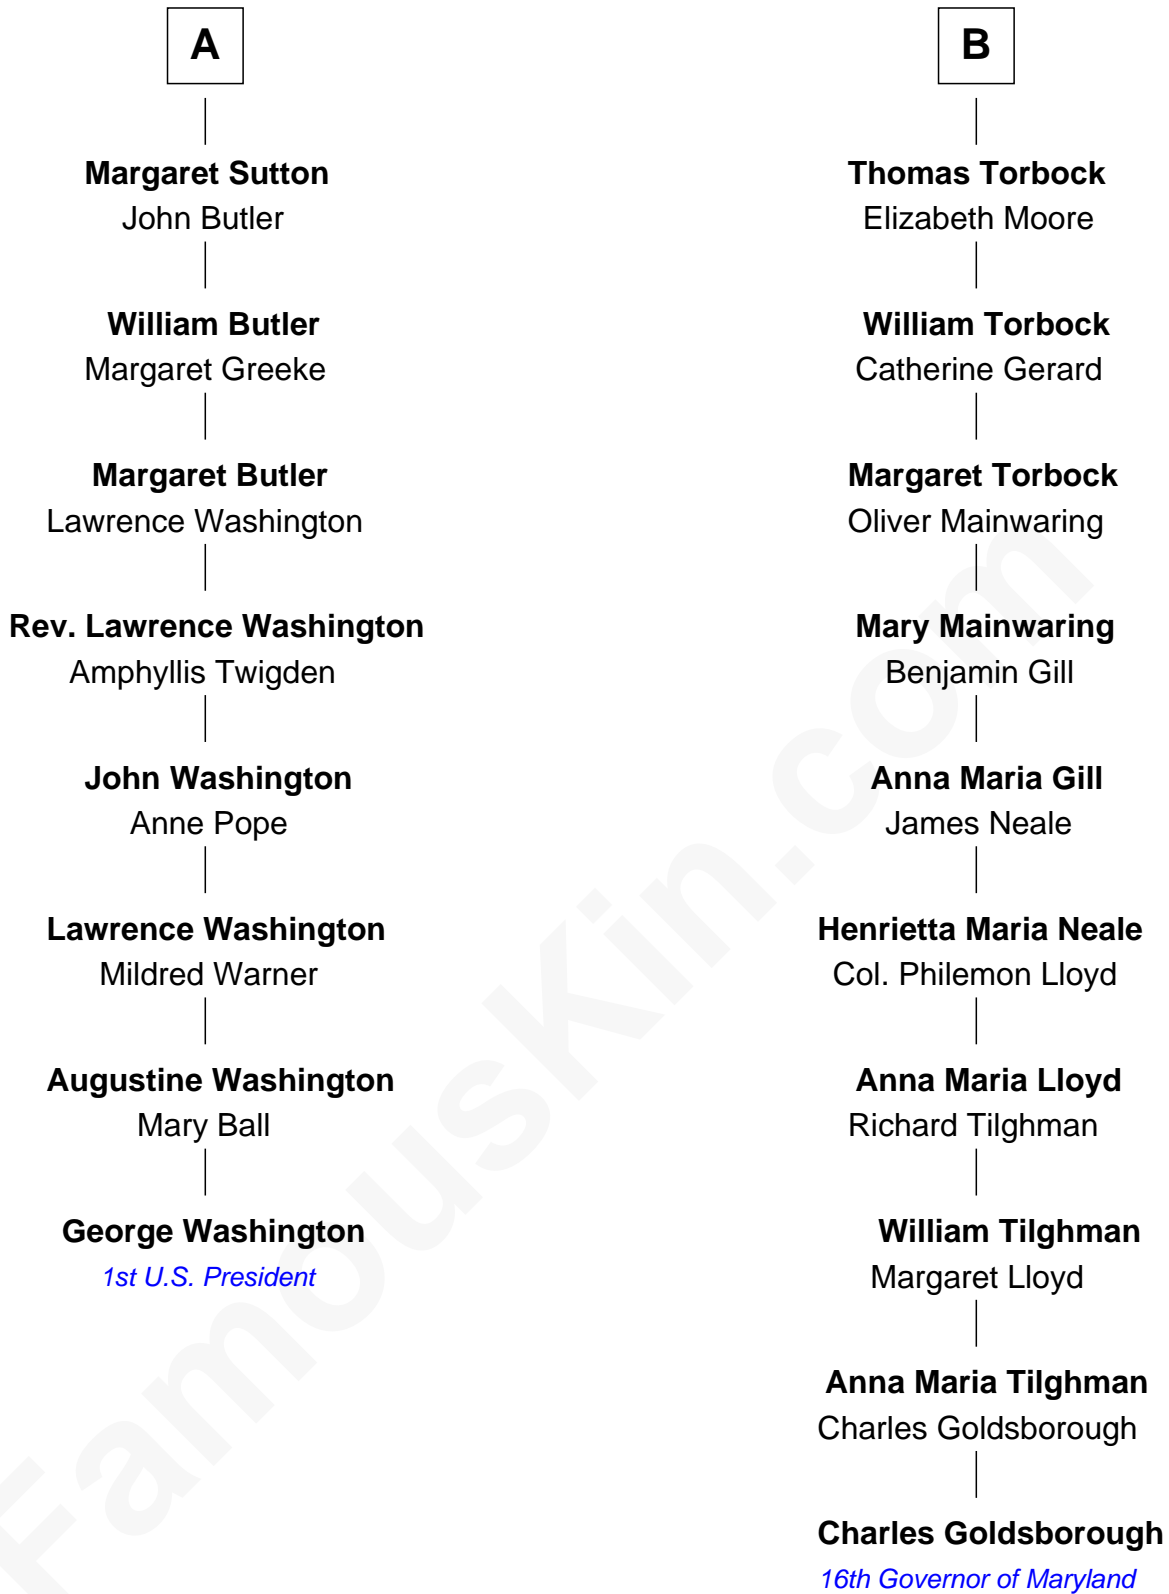 A
Margaret Sutton
John Butler
William Butler
Margaret Greeke
Margaret Butler
Lawrence Washington
Rev. Lawrence Washington
Amphyllis Twigden
John Washington
Anne Pope
Lawrence Washington
Mildred Warner
Augustine Washington
Mary Ball
George Washington
1st U.S. President
B
Thomas Torbock
Elizabeth Moore
William Torbock
Catherine Gerard
Margaret Torbock
Oliver Mainwaring
Mary Mainwaring
Benjamin Gill
Anna Maria Gill
James Neale
Henrietta Maria Neale
Col. Philemon Lloyd
Anna Maria Lloyd
Richard Tilghman
William Tilghman
Margaret Lloyd
Anna Maria Tilghman
Charles Goldsborough
Charles Goldsborough
16th Governor of Maryland
FamousKin.com